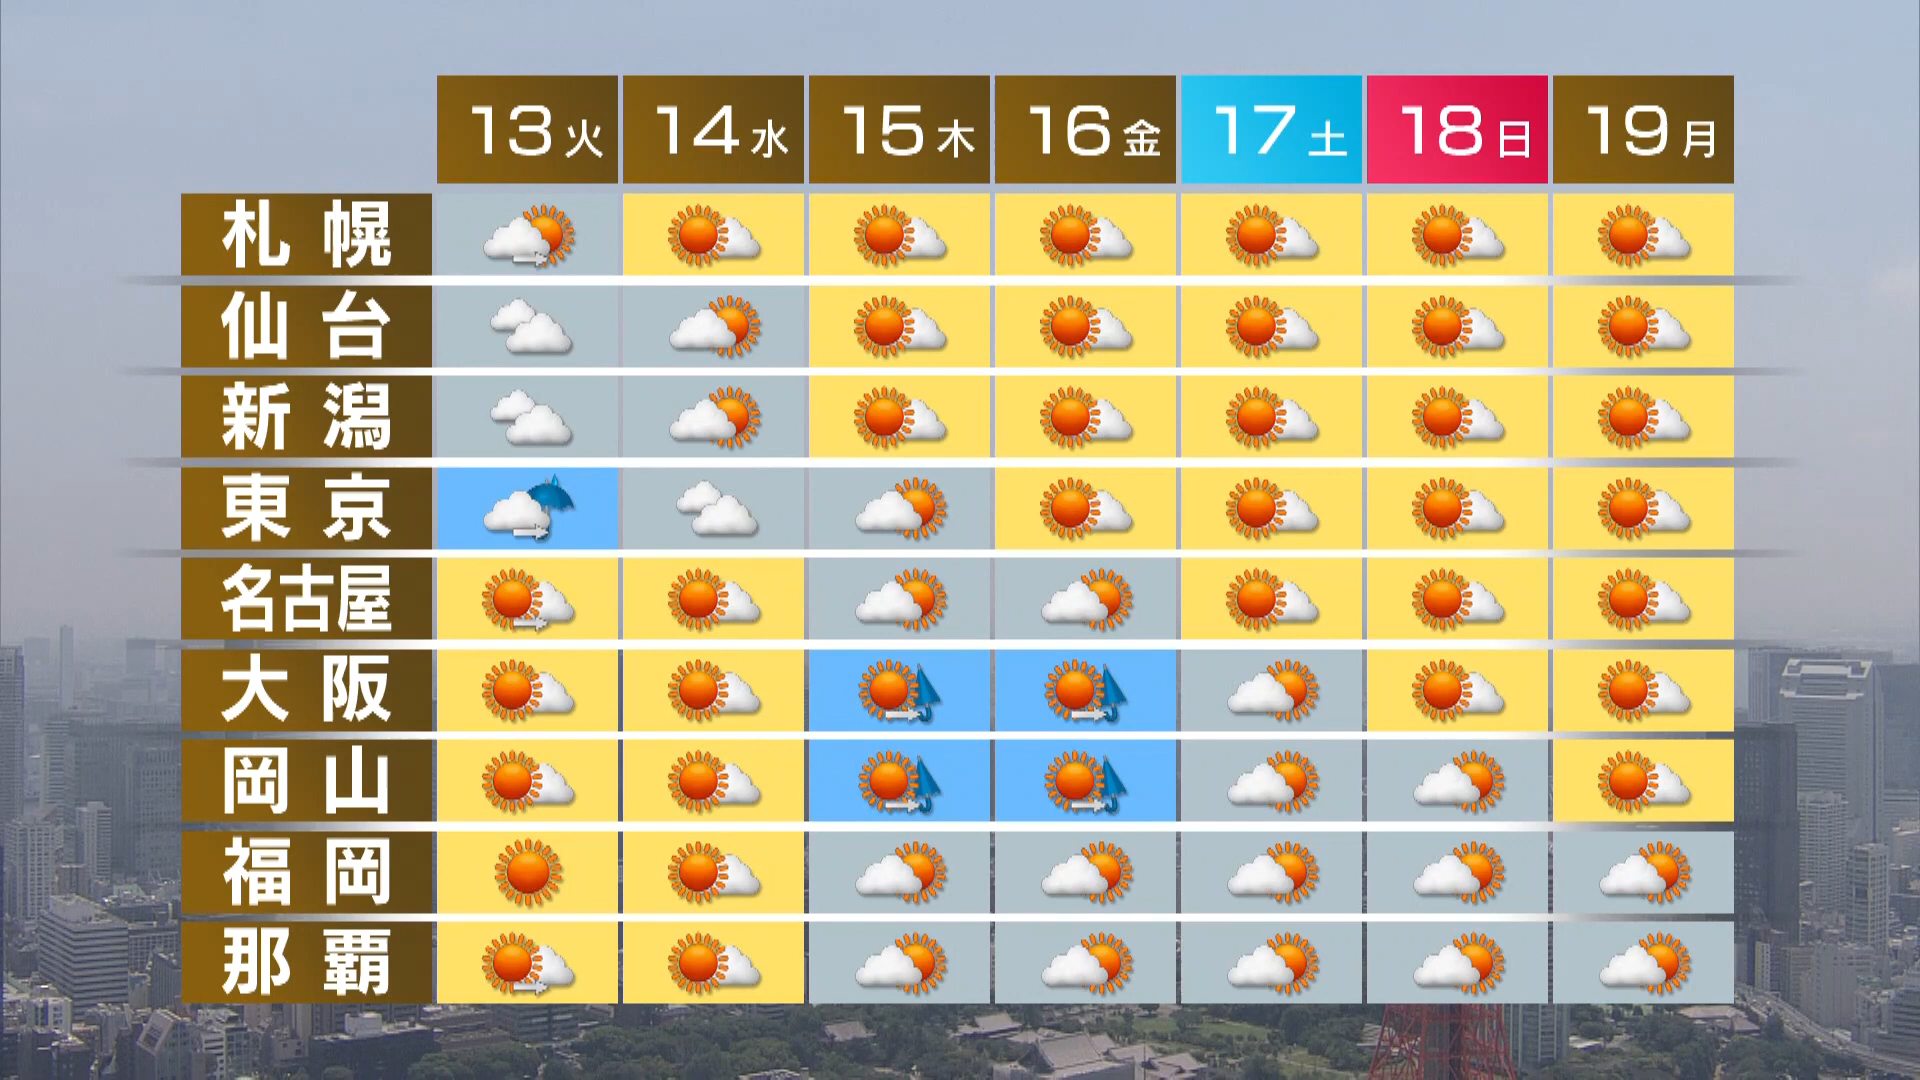 13火 14水 15木 16金 17土 18日 19月
札幌
仙台
新潟
東京
名古屋
大阪
岡山
福岡
那覇